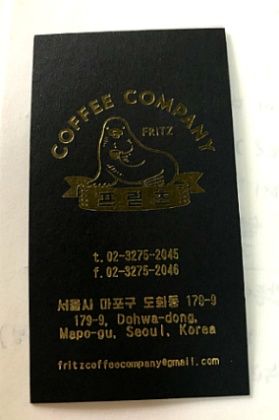 COFFEE COMPANY
FRITZ
프릳츠
t. 02-3275-2045
f. 02-3275-2046
서울시 마포구 도화동 179-9
179-9, Dohwa-dong,
Mapo-gu, Seoul, Korea
fritzcoffeecompany@gmail.com